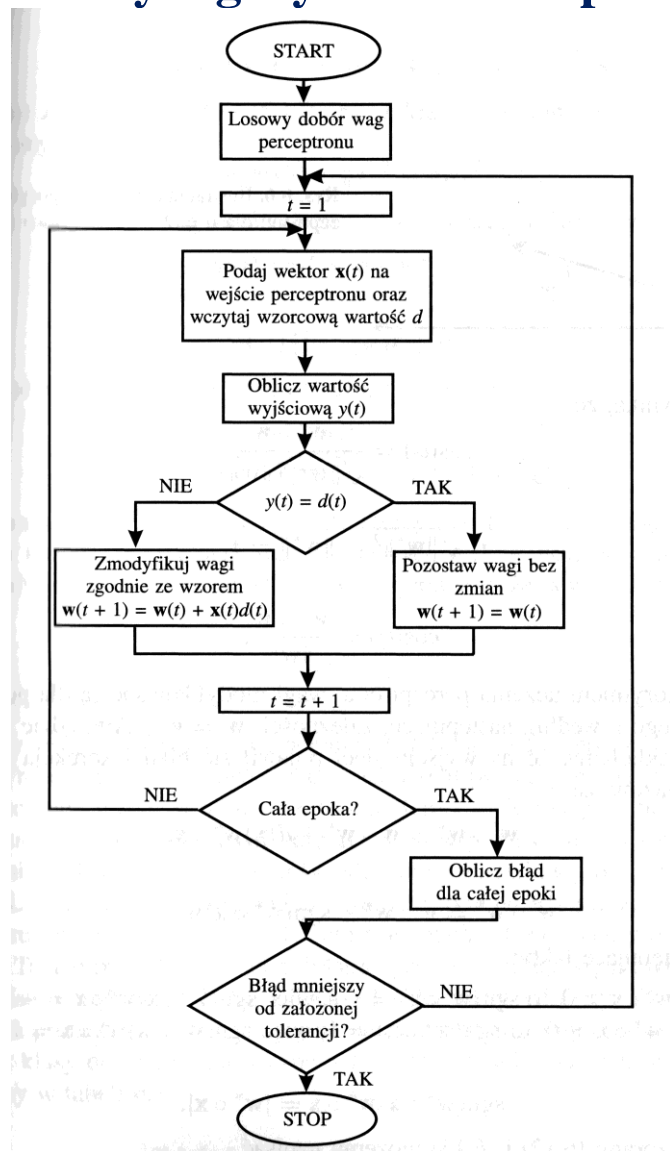 START
Losowy dobór wag
perceptronu
t = 1
Podaj wektor x(t) na
wejście perceptronu oraz
wczytaj wzorcową wartość d
Oblicz wartość
wyjściową y(t)
NIE
y(t) = d(t)
TAK
Zmodyfikuj wagi
zgodnie ze wzorem
w(t + 1) = w(t) + x(t)d(t)
Pozostaw wagi bez
zmian
w(t + 1) = w(t)
t = t + 1
NIE
Cała epoka?
TAK
Oblicz błąd
dla całej epoki
Błąd mniejszy
od założonej
tolerancji?
NIE
TAK
STOP